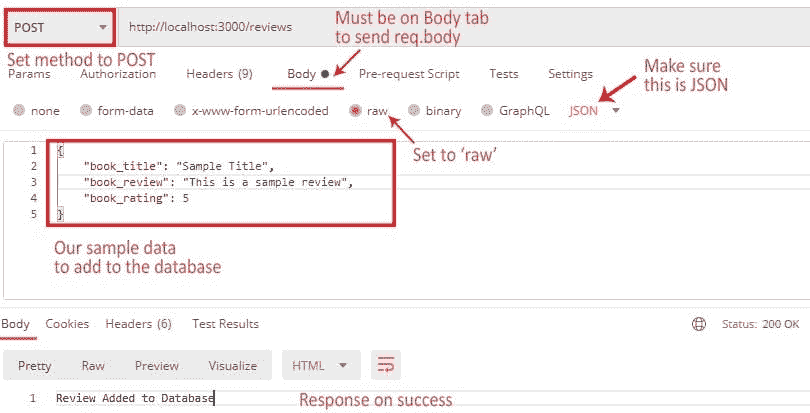 POST http://localhost:3000/reviews
Must be on Body tab
to send req.body
Set method to POST
Params Authorization Headers (9) Body Pre-request Script Tests Settings
Make sure
this is JSON
none form-data x-www-form-urlencoded raw binary GraphQL JSON
Set to ‘raw’
1 {
2 "book_title": "Sample Title",
3 "book_review": "This is a sample review",
4 "book_rating": 5
5 }
Our sample data
to add to the database
Body Cookies Headers (6) Test Results Status: 200 OK
Pretty Raw Preview Visualize HTML
1 Review Added to Database
Response on success